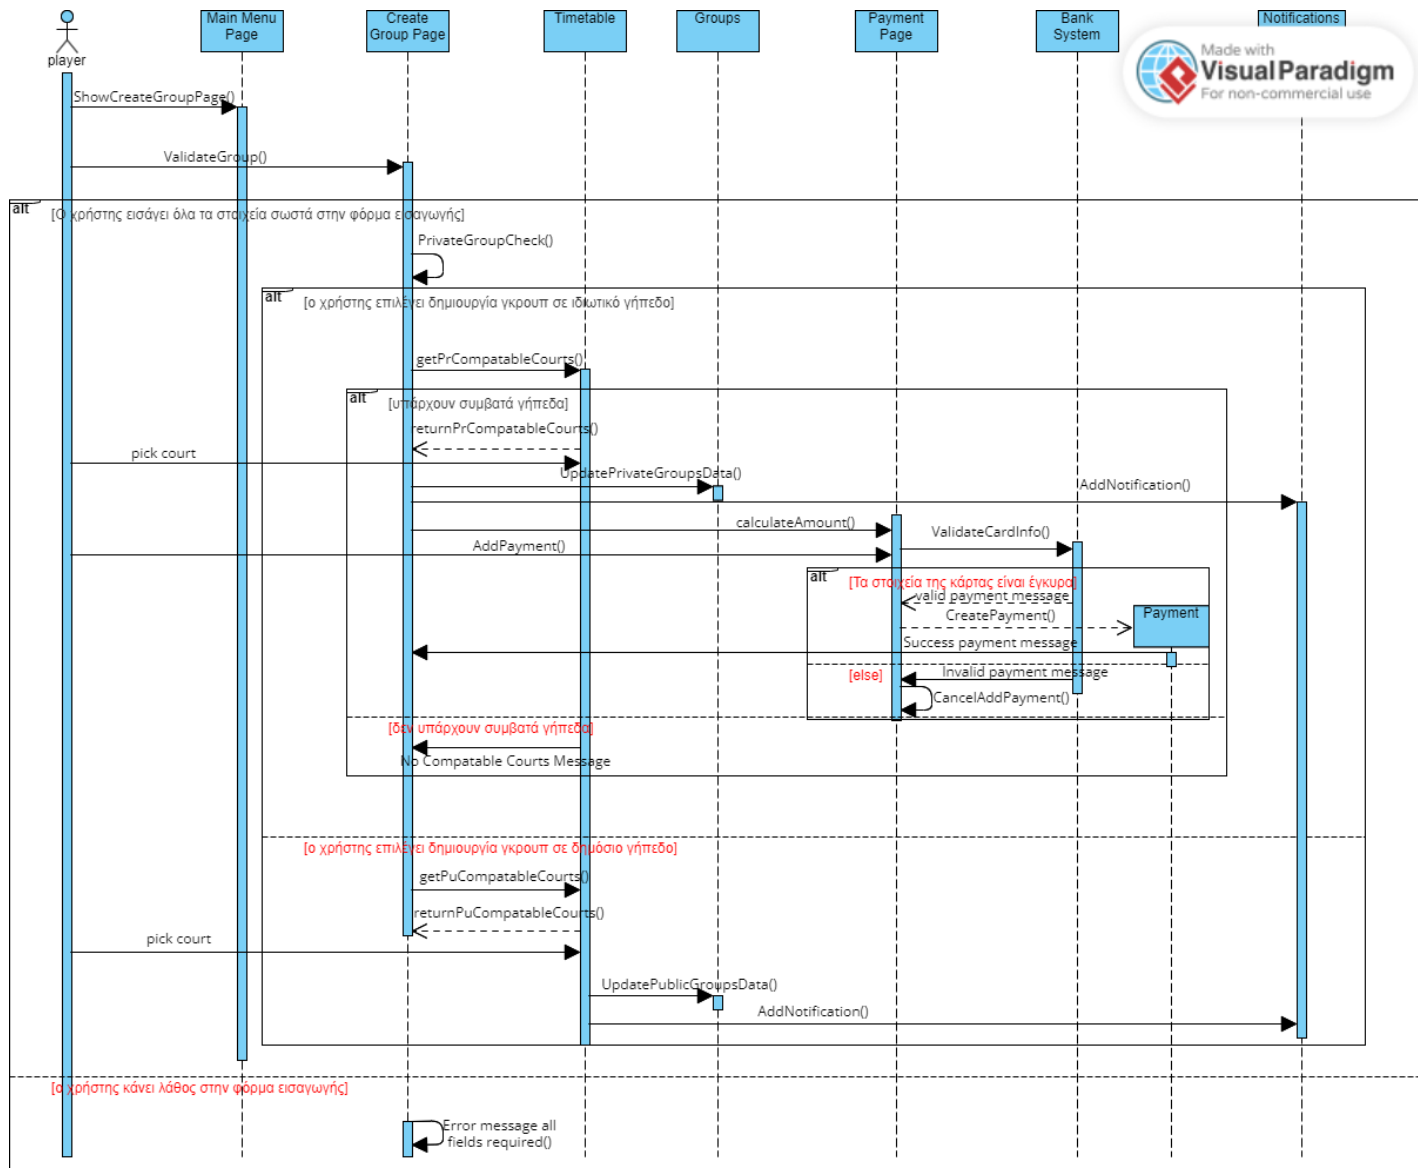 Main Menu
Page
Create
Group Page
Timetable
Groups
Payment
Page
Bank
System
Notifications
player
Made with
Visual Paradigm
For non-commercial use
ShowCreateGroupPage()
ValidateGroup()
alt
[Ο χρήστης εισάγει όλα τα στοιχεία σωστά στην φόρμα εισαγωγής]
PrivateGroupCheck()
alt
[ο χρήστης επιλέγει δημιουργία γκρουπ σε ιδιωτικό γήπεδο]
getPrCompatableCourts()
alt
[υπάρχουν συμβατά γήπεδα]
returnPrCompatableCourts()
pick court
UpdatePrivateGroupsData()
AddNotification()
calculateAmount()
ValidateCardInfo()
AddPayment()
alt
[Τα στοιχεία της κάρτας είναι έγκυρα]
valid payment message
CreatePayment()
Payment
Success payment message
[else]
Invalid payment message
CancelAddPayment()
[δεν υπάρχουν συμβατά γήπεδα]
No Compatable Courts Message
[ο χρήστης επιλέγει δημιουργία γκρουπ σε δημόσιο γήπεδο]
getPuCompatableCourts()
returnPuCompatableCourts()
pick court
UpdatePublicGroupsData()
AddNotification()
[ο χρήστης κάνει λάθος στην φόρμα εισαγωγής]
Error message all
fields required()